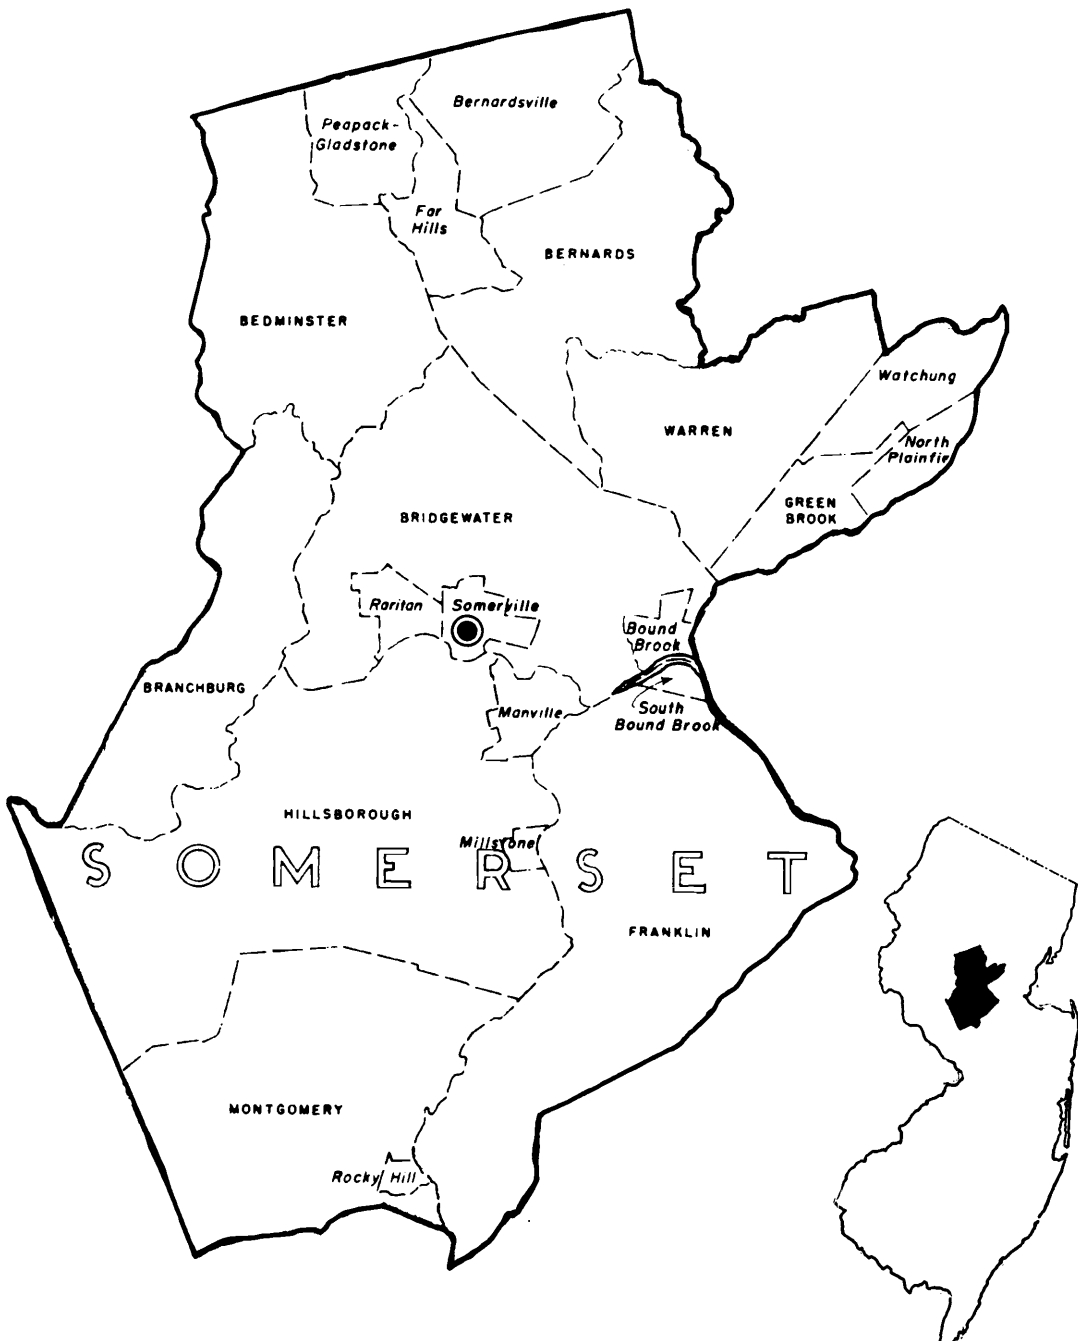 Bernardsville
Peapack-
Gladstone
Far
Hills
BERNARDS
BEDMINSTER
Watchung
WARREN
North
Plainfie
GREEN
BROOK
BRIDGEWATER
Raritan
Somerville
Bound
Brook
BRANCHBURG
Manville
South
Bound Brook
HILLSBOROUGH
Millstone
SOMERSET
FRANKLIN
MONTGOMERY
Rocky Hill